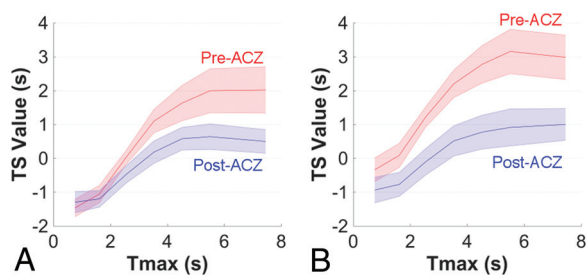 4
3
2
1
0
-1
-2
TS Value (s)
Pre-ACZ
Post-ACZ
0 2 4 6 8
Tmax (s)
A
4
3
2
1
0
-1
-2
TS Value (s)
Pre-ACZ
Post-ACZ
0 2 4 6 8
Tmax (s)
B